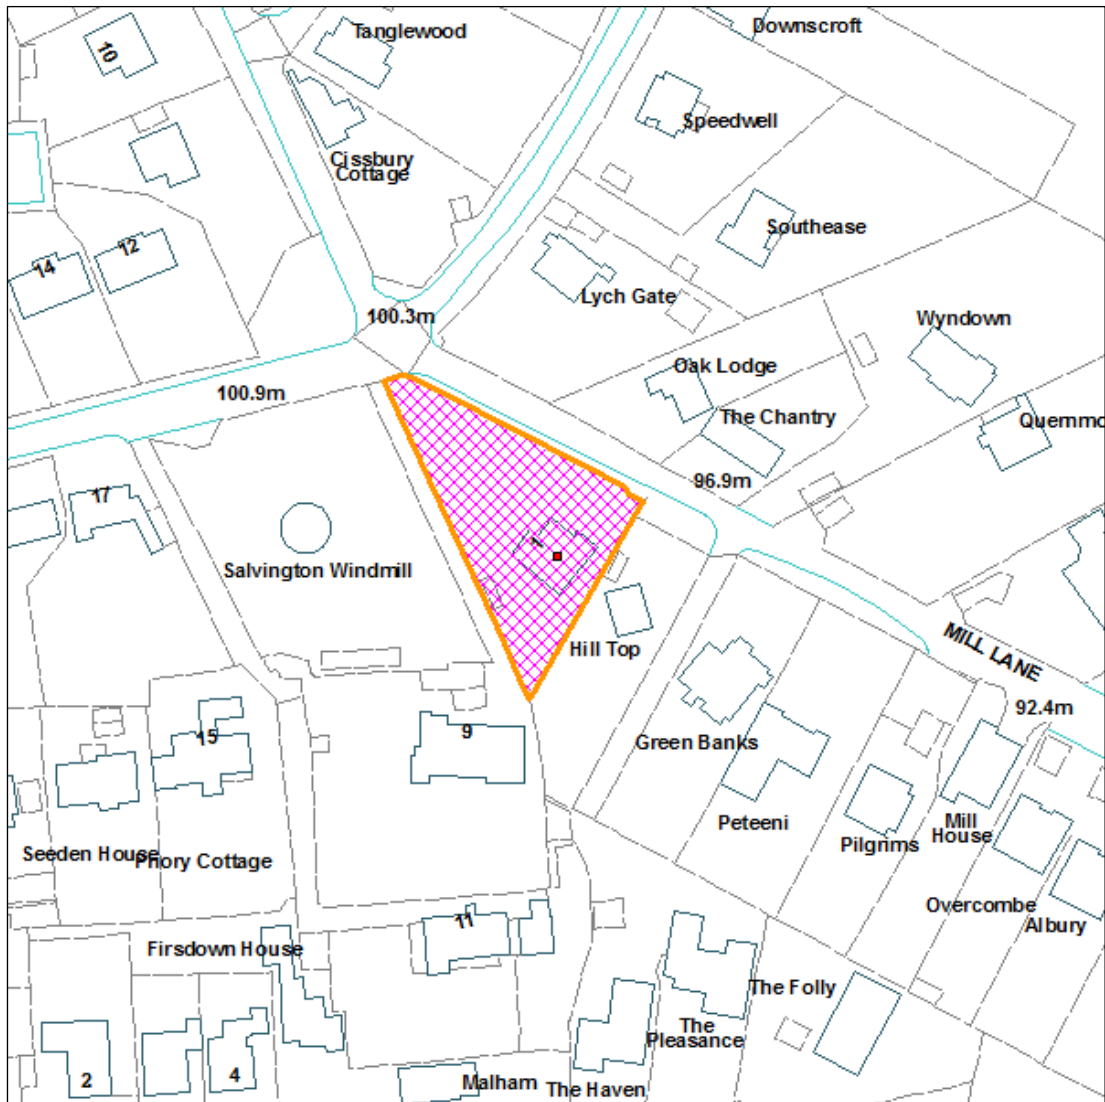 Tanglewood
Downscroft
10
Speedwell
Cissbury
Cottage
Southease
12
14
Lych Gate
100.3m
Wyndown
Oak Lodge
100.9m
The Chantry
Quernmo
96.9m
17
1
Salvington Windmill
Hill Top
MILL LANE
92.4m
9
15
Green Banks
Peteeni
Mill
House
Pilgrims
Seeden House
Priory Cottage
Overcombe
Albury
11
Firsdown House
The Folly
The
Pleasance
2
4
Malham
The Haven